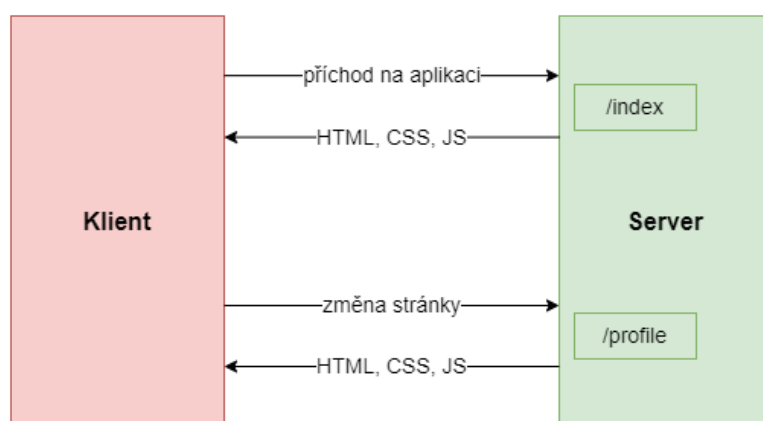 příchod na aplikaci
/index
HTML, CSS, JS
Klient
Server
změna stránky
/profile
HTML, CSS, JS